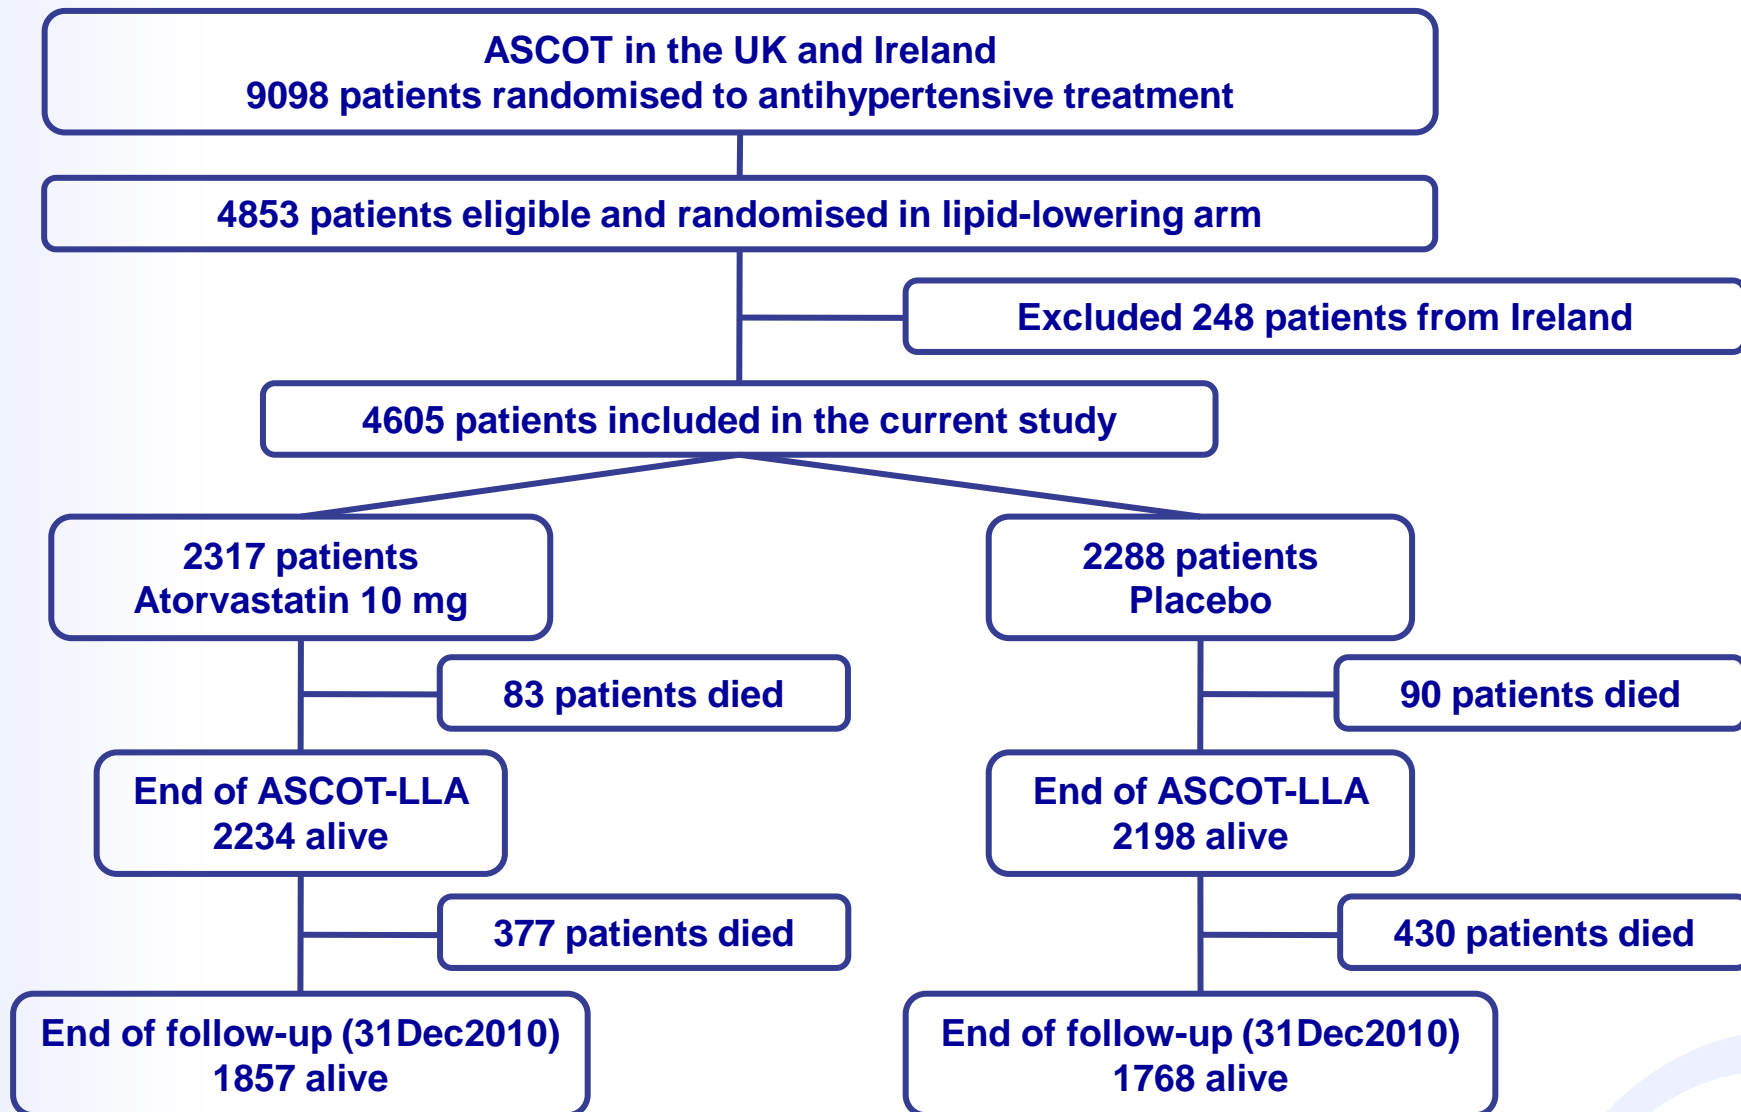 ASCOT in the UK and Ireland
9098 patients randomised to antihypertensive treatment
4853 patients eligible and randomised in lipid-lowering arm
Excluded 248 patients from Ireland
4605 patients included in the current study
2317 patients
Atorvastatin 10 mg
2288 patients
Placebo
83 patients died
90 patients died
End of ASCOT-LLA
2234 alive
End of ASCOT-LLA
2198 alive
377 patients died
430 patients died
End of follow-up (31Dec2010)
1857 alive
End of follow-up (31Dec2010)
1768 alive